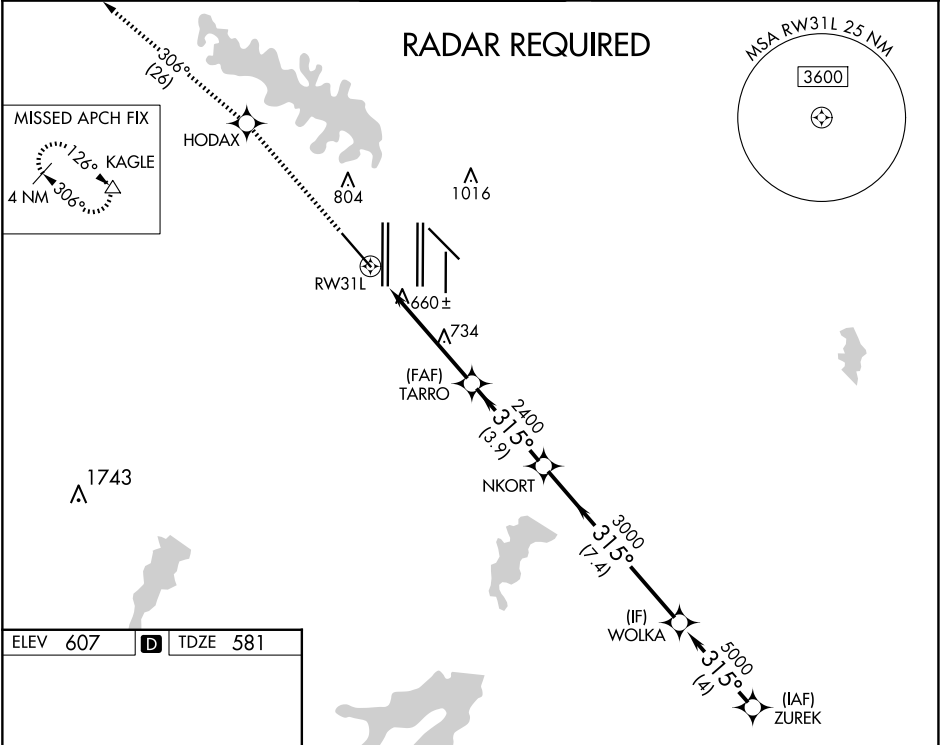 RADAR REQUIRED
MSA RW31L 25 NM
3600
306°
(26)
HODAX
MISSED APCH FIX
126°
KAGLE
4 NM
306°
804
1016
RW31L
660 ±
734
(FAF)
TARRO
2400
315°
(3.9)
NKORT
3000
315°
(7.4)
1743
(IF)
WOLKA
5000
315°
(4)
(IAF)
ZUREK
ELEV 607 D TDZE 581